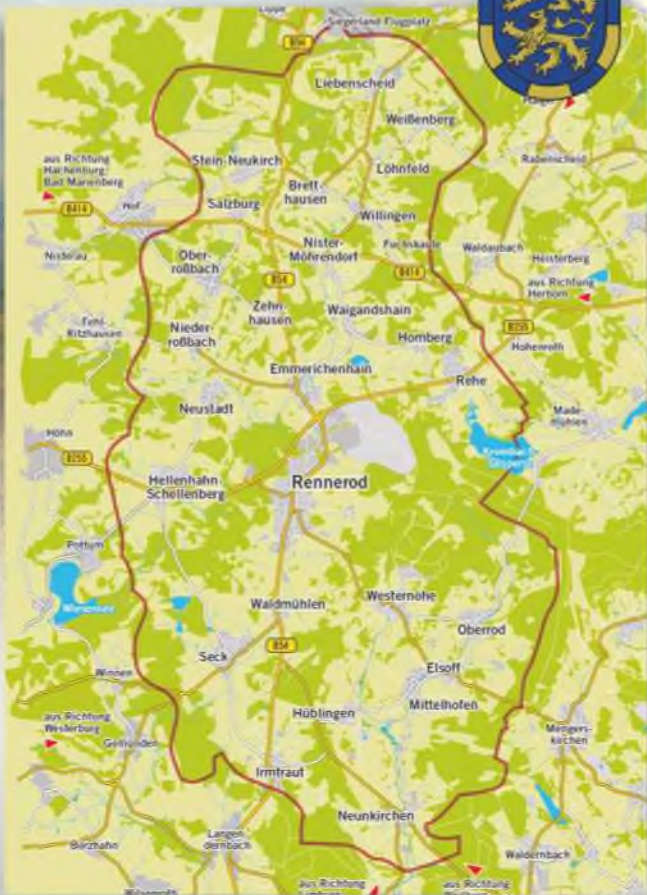 Lippe
Siegerland Flugplatz
B54
Liebenscheid
Weißenberg
Rabenscheid
aus Richtung
Hachenburg,
Bad Marienberg
Stein-Neukirch
Löhnfeld
Brett-
hausen
B414
Hof
Salzburg
Willingen
Nister-
Möhrendorf
Fuchskaute
Waldaubach
Heisterberg
Nisterau
Ober-
roßbach
B54
B414
aus Richtung
Herborn
Fehl-
Ritzhausen
Zehn-
hausen
Waigandshain
B255
Nieder-
roßbach
Homberg
Hohenroth
Emmerichenhain
Rehe
Neustadt
Made-
mühlen
Höhn
B255
Hellenhahn-
Schellenberg
Rennerod
Pottum
Wiesensee
Waldmühlen
Westernohe
Oberrod
Seck
B54
Elsoff
Winnen
Hüblingen
Mittelhofen
aus Richtung
Westerburg
Gemünden
Mengers-
kirchen
Irmtraut
Neunkirchen
Berzhahn
Langen
dernbach
Waldernbach
aus Richtung
aus Richtung